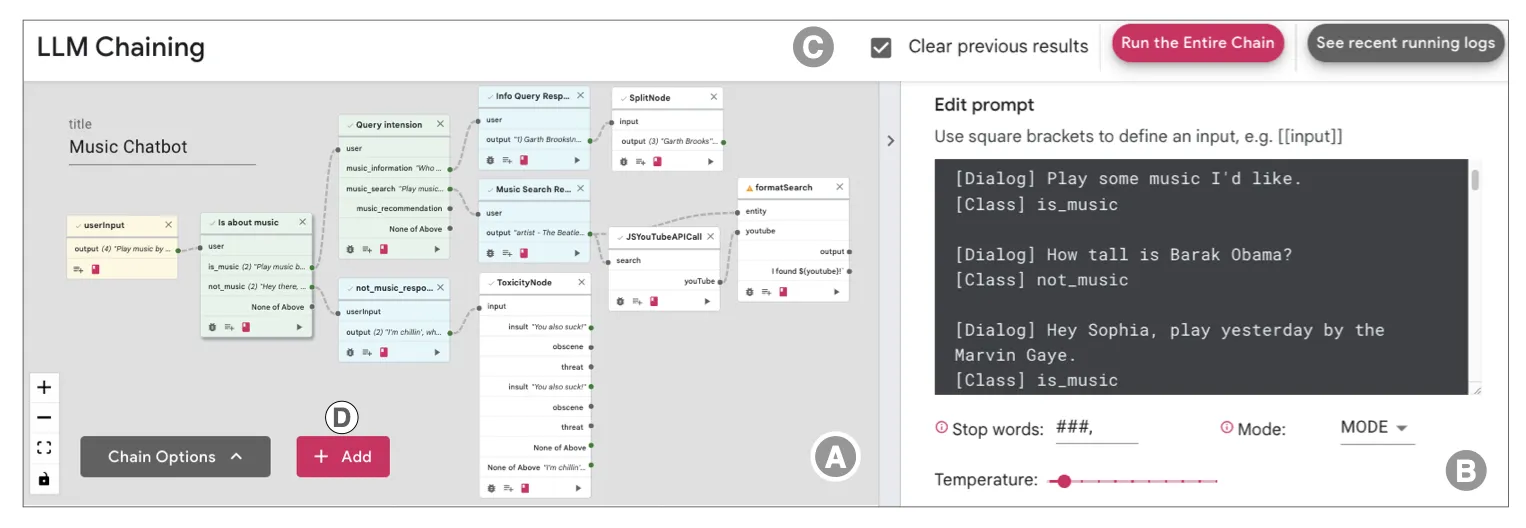 LLM Chaining
C
Clear previous results
Run the Entire Chain
See recent running logs
title
Music Chatbot
userInput
output (4) "Play music by ...
Is about music
user
is_music (2) "Play music b...
not_music (2) "Hey there, ...
None of Above
Query intension
user
music_information "Who ...
music_search "Play music...
music_recommendation
None of Above
not_music_respo...
userInput
output (2) "I'm chillin', wh...
Info Query Resp...
user
output "1) Garth BrooksIn...
Music Search Re...
user
output "artist - The Beatle...
ToxicityNode
input
insult "You also suck!"
obscene
threat
insult "You also suck!"
obscene
threat
None of Above
None of Above "I'm chillin'...
SplitNode
input
output (3) "Garth Brooks"...
JSYouTubeAPICall
search
youTube
formatSearch
entity
youtube
output
I found ${youtube}!`
D
Chain Options
+ Add
A
Edit prompt
Use square brackets to define an input, e.g. [[input]]
[Dialog] Play some music I'd like.
[Class] is_music
[Dialog] How tall is Barak Obama?
[Class] not_music
[Dialog] Hey Sophia, play yesterday by the
Marvin Gaye.
[Class] is_music
Stop words: ###,
Mode: MODE
Temperature:
B